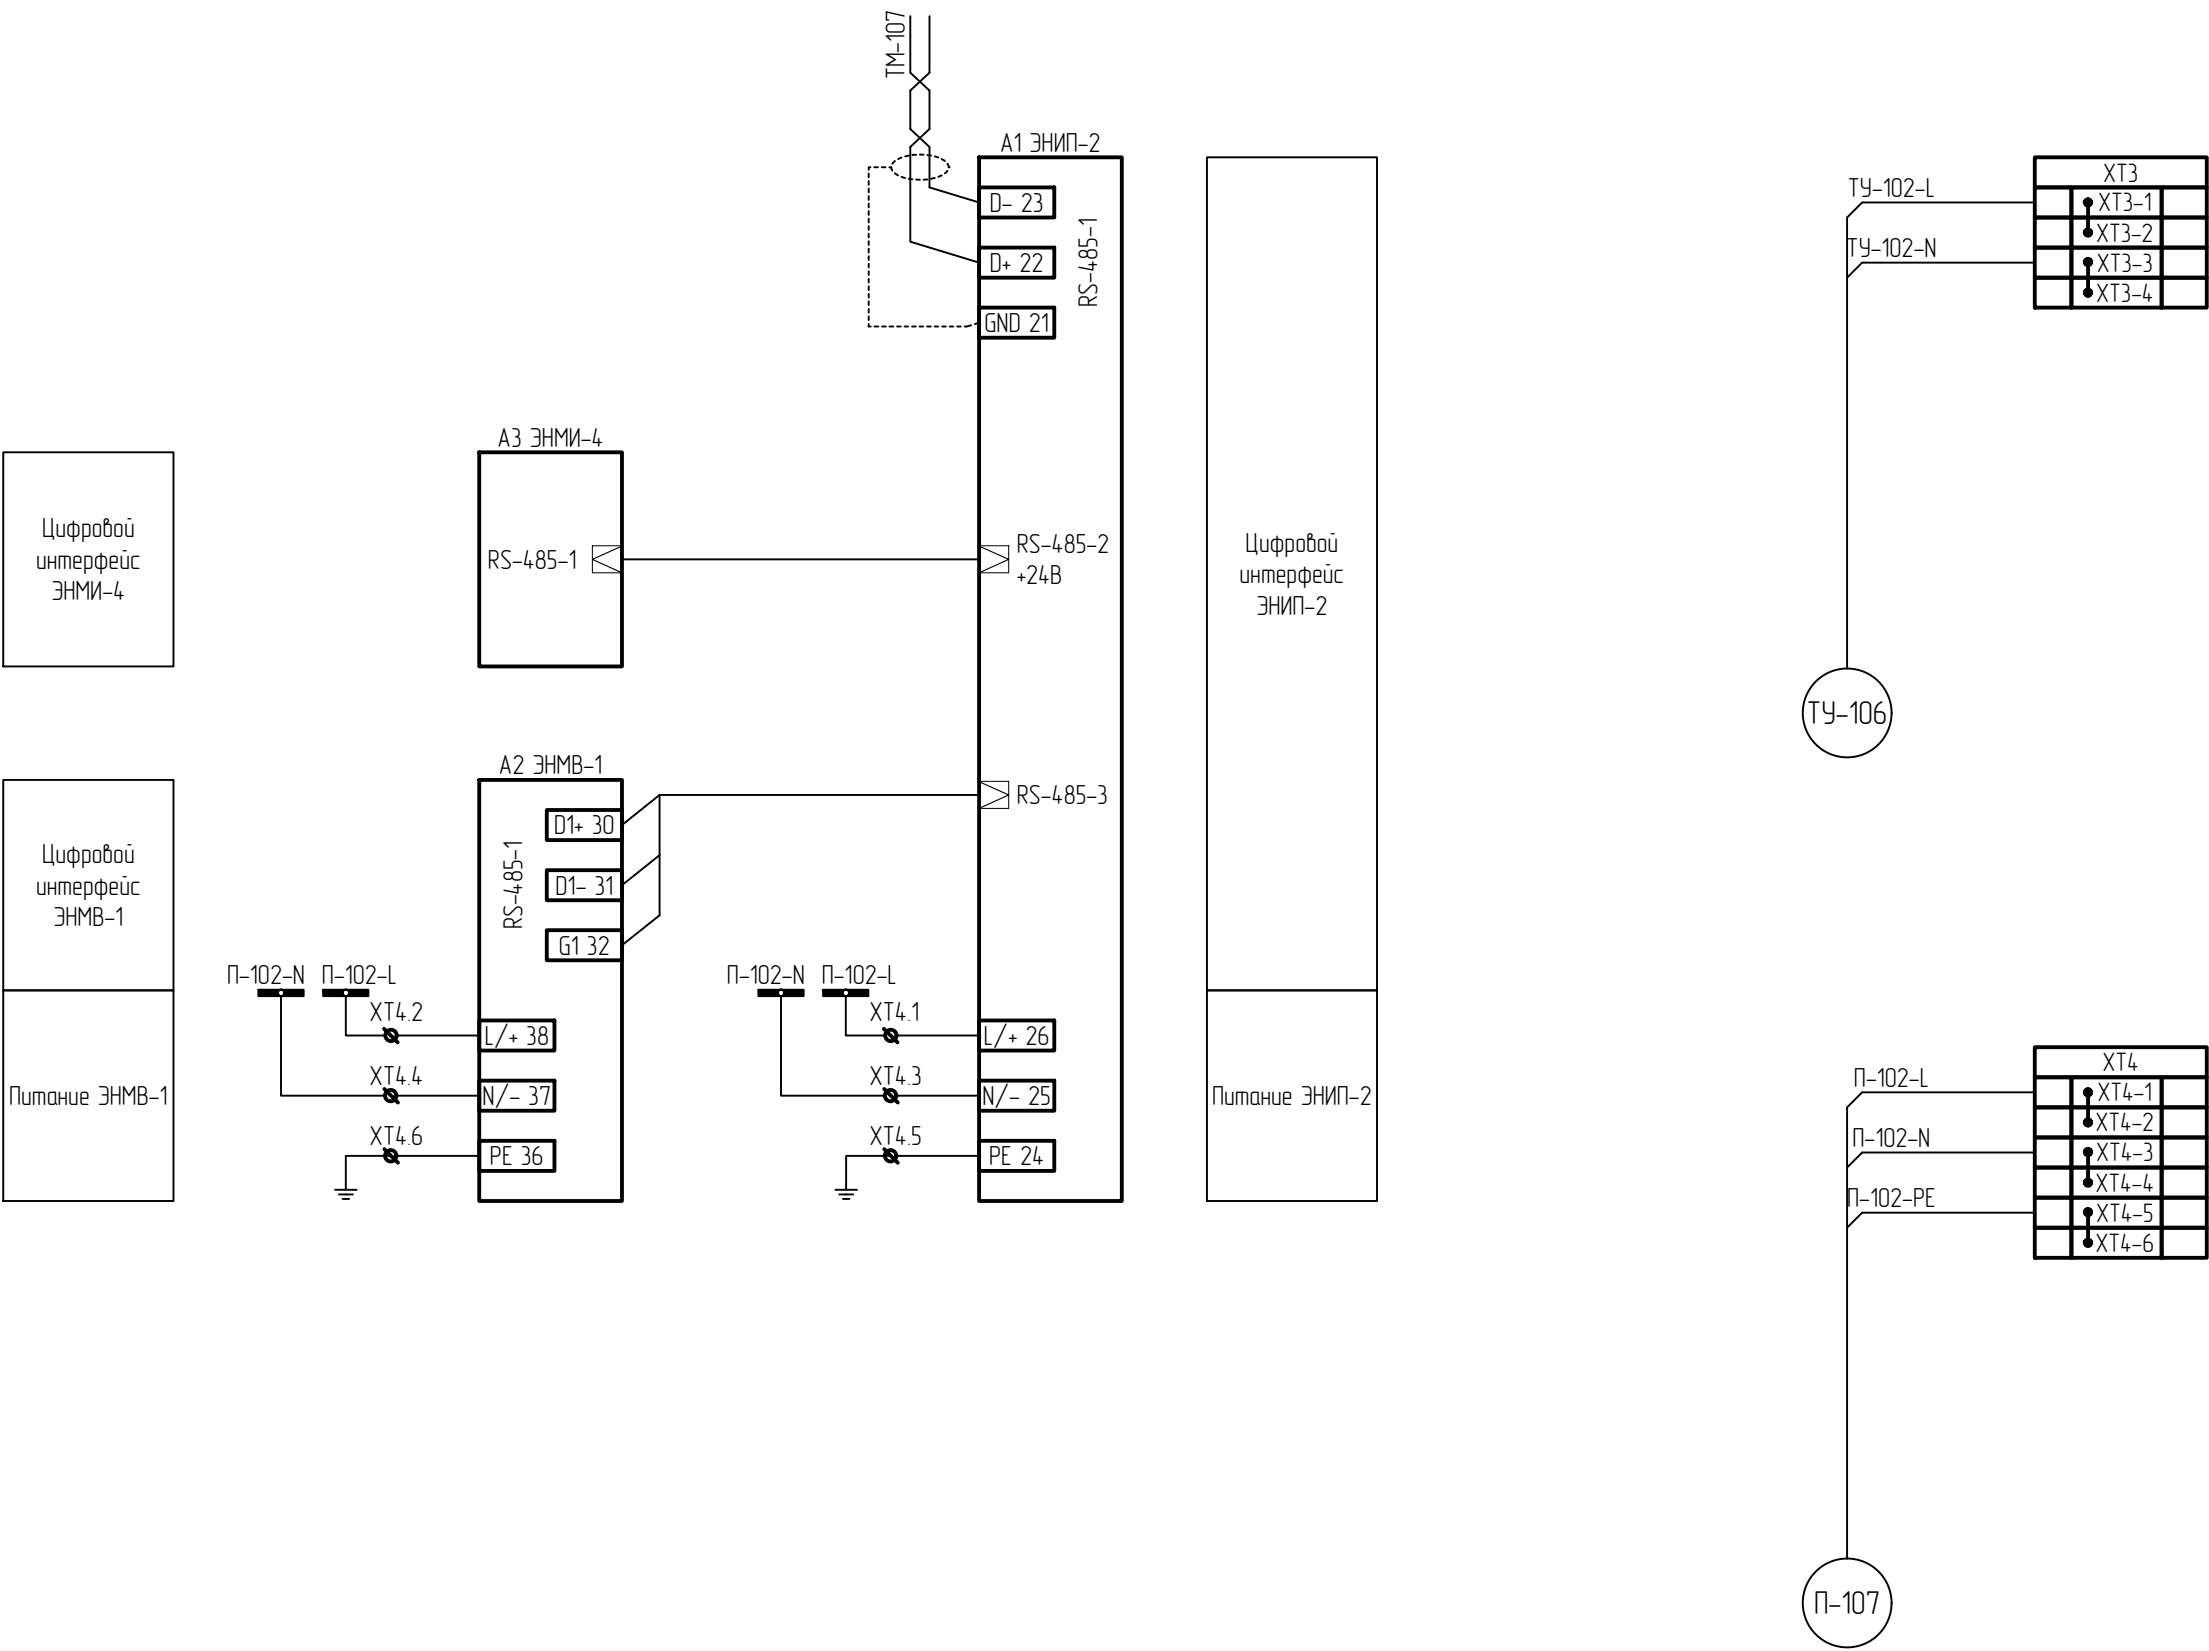 ТМ-107
А1 ЭНИП-2
D- 23
D+ 22
GND 21
RS-485-1
RS-485-2
+24В
RS-485-3
L/+ 26
N/- 25
PE 24
А3 ЭНМИ-4
RS-485-1
Цифровой
интерфейс
ЭНМИ-4
Цифровой
интерфейс
ЭНИП-2
Питание ЭНИП-2
А2 ЭНМВ-1
D1+ 30
D1- 31
G1 32
RS-485-1
L/+ 38
N/- 37
PE 36
Цифровой
интерфейс
ЭНМВ-1
Питание ЭНМВ-1
П-102-N
П-102-L
ХТ4.2
ХТ4.4
ХТ4.6
П-102-N
П-102-L
ХТ4.1
ХТ4.3
ХТ4.5
ТУ-102-L
ТУ-102-N
ХТ3
ХТ3-1
ХТ3-2
ХТ3-3
ХТ3-4
ТУ-106
П-102-L
П-102-N
П-102-PE
ХТ4
ХТ4-1
ХТ4-2
ХТ4-3
ХТ4-4
ХТ4-5
ХТ4-6
П-107